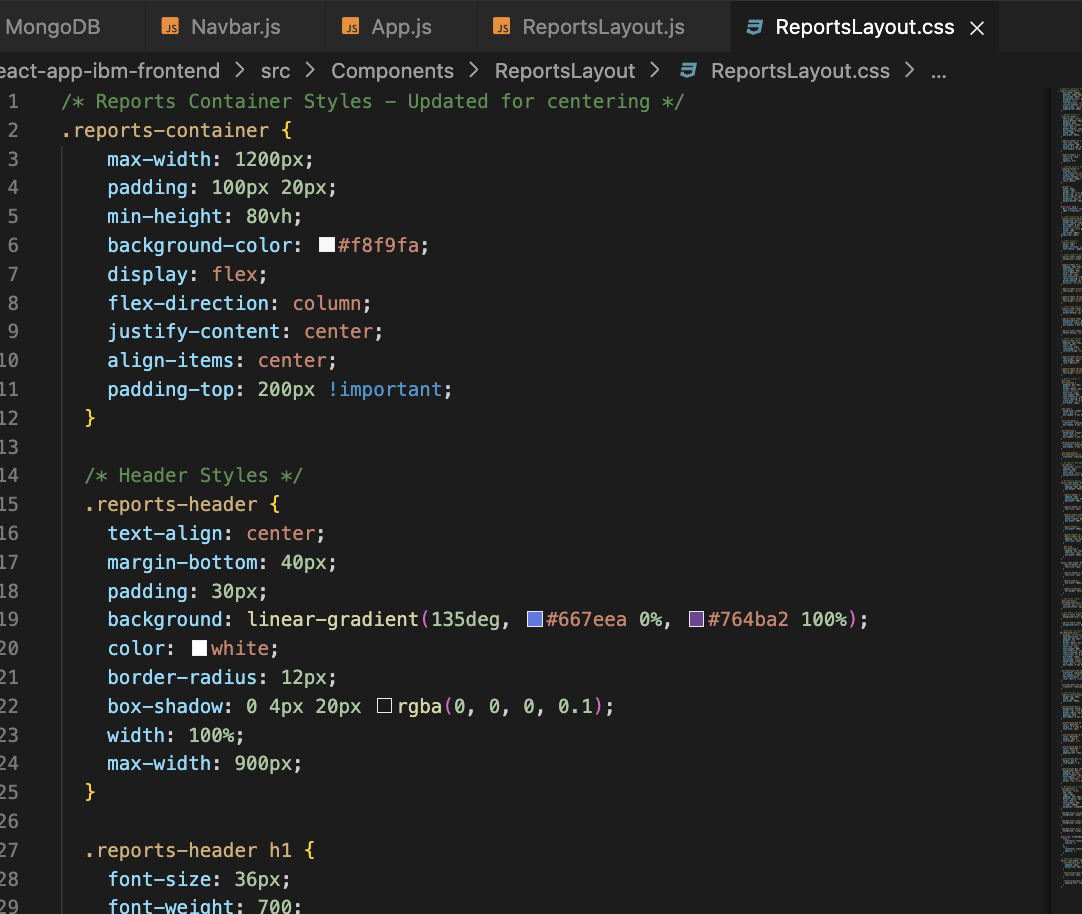 MongoDB
Navbar.js
App.js
ReportsLayout.js
ReportsLayout.css
eact-app-ibm-frontend > src > Components > ReportsLayout > ReportsLayout.css > ...
1 /* Reports Container Styles – Updated for centering */
2 .reports-container {
3 max-width: 1200px;
4 padding: 100px 20px;
5 min-height: 80vh;
6 background-color: #f8f9fa;
7 display: flex;
8 flex-direction: column;
9 justify-content: center;
10 align-items: center;
11 padding-top: 200px !important;
12 }
13
14 /* Header Styles */
15 .reports-header {
16 text-align: center;
17 margin-bottom: 40px;
18 padding: 30px;
19 background: linear-gradient(135deg, #667eea 0%, #764ba2 100%);
20 color: white;
21 border-radius: 12px;
22 box-shadow: 0 4px 20px rgba(0, 0, 0, 0.1);
23 width: 100%;
24 max-width: 900px;
25 }
26
27 .reports-header h1 {
28 font-size: 36px;
29 font-weight: 700;